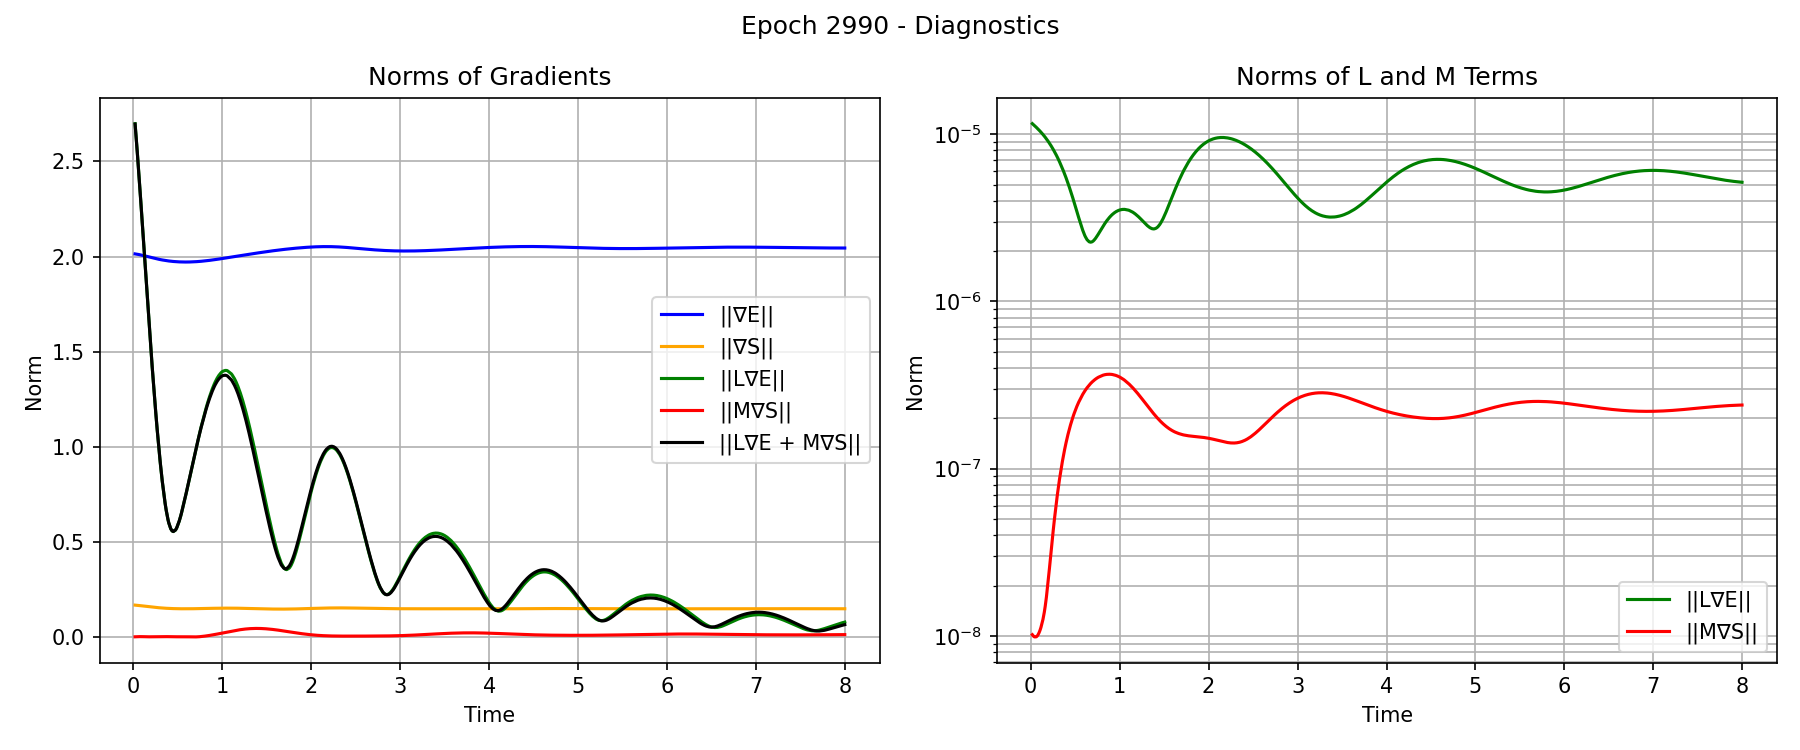 Epoch 2990 - Diagnostics
Norms of Gradients
Norm
2.5
2.0
1.5
1.0
0.5
0.0
0 1 2 3 4 5 6 7 8
Time
||∇E||
||∇S||
||L∇E||
||M∇S||
||L∇E + M∇S||
Norms of L and M Terms
Norm
10⁻⁵
10⁻⁶
10⁻⁷
10⁻⁸
0 1 2 3 4 5 6 7 8
Time
||L∇E||
||M∇S||